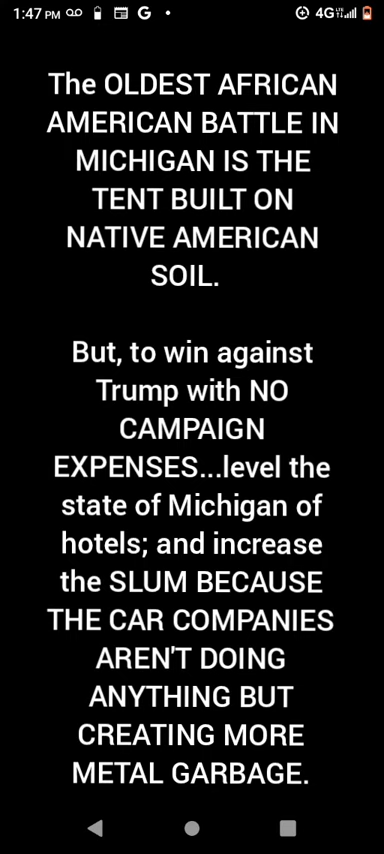 1:47 PM G • 4G LTE
The OLDEST AFRICAN
AMERICAN BATTLE IN
MICHIGAN IS THE
TENT BUILT ON
NATIVE AMERICAN
SOIL.
But, to win against
Trump with NO
CAMPAIGN
EXPENSES...level the
state of Michigan of
hotels; and increase
the SLUM BECAUSE
THE CAR COMPANIES
AREN'T DOING
ANYTHING BUT
CREATING MORE
METAL GARBAGE.